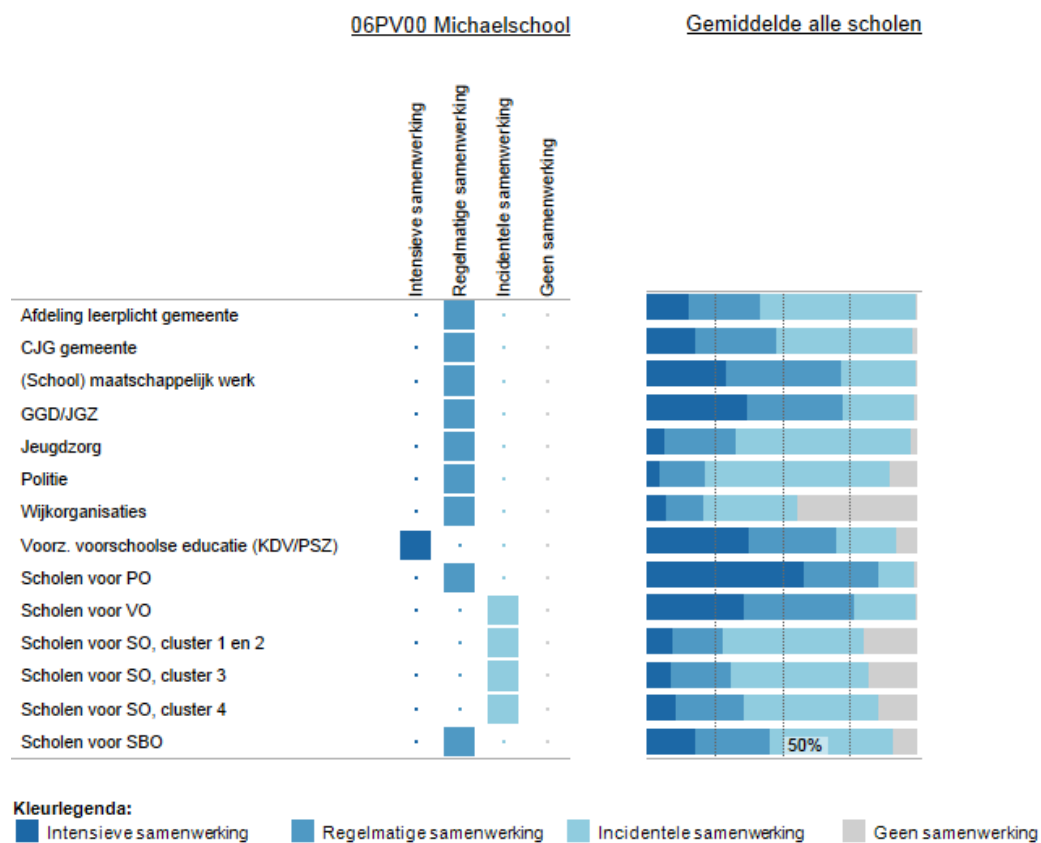 06PV00 Michaelschool
Gemiddelde alle scholen
Intensieve samenwerking
Regelmatige samenwerking
Incidentele samenwerking
Geen samenwerking
Afdeling leerplicht gemeente
CJG gemeente
(School) maatschappelijk werk
GGD/JGZ
Jeugdzorg
Politie
Wijkorganisaties
Voorz. voorschoolse educatie (KDV/PSZ)
Scholen voor PO
Scholen voor VO
Scholen voor SO, cluster 1 en 2
Scholen voor SO, cluster 3
Scholen voor SO, cluster 4
Scholen voor SBO
50%
Kleurlegenda:
Intensieve samenwerking
Regelmatige samenwerking
Incidentele samenwerking
Geen samenwerking